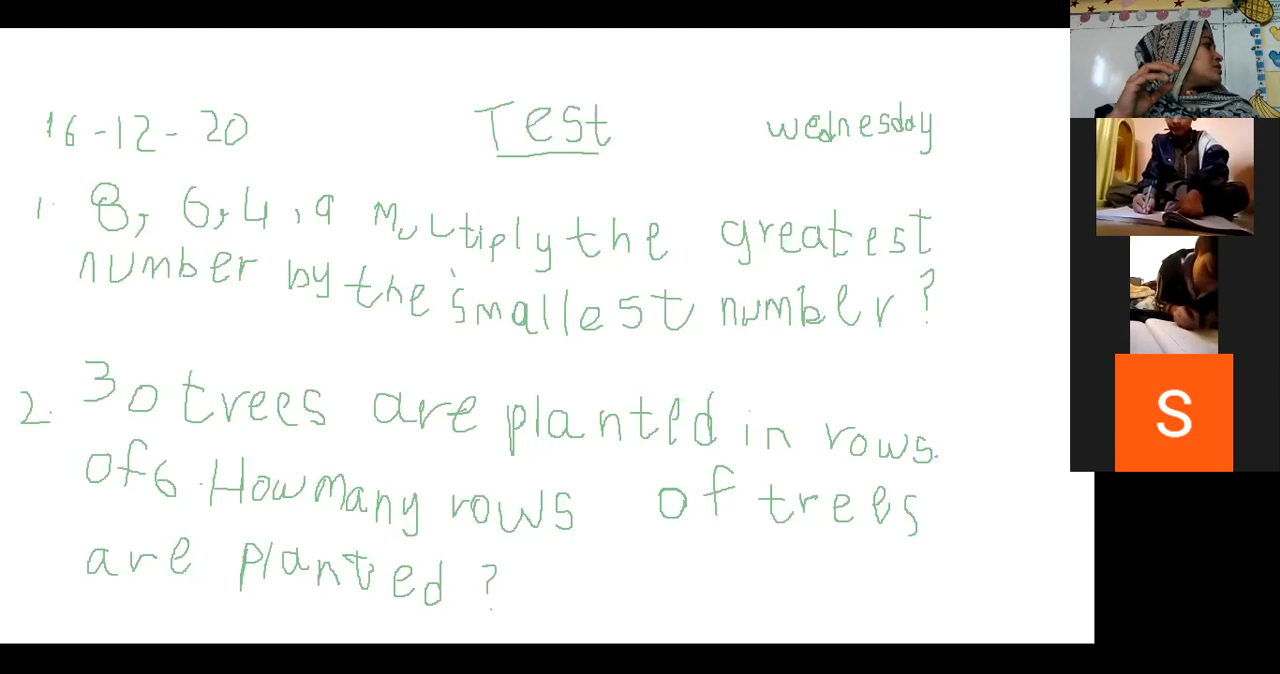 16-12-20 Test wednesday
1. 8, 6, 4, 9 Multiply the greatest
number by the smallest number?
2. 30 trees are planted in rows.
of 6. How many rows of trees
are planted?
S